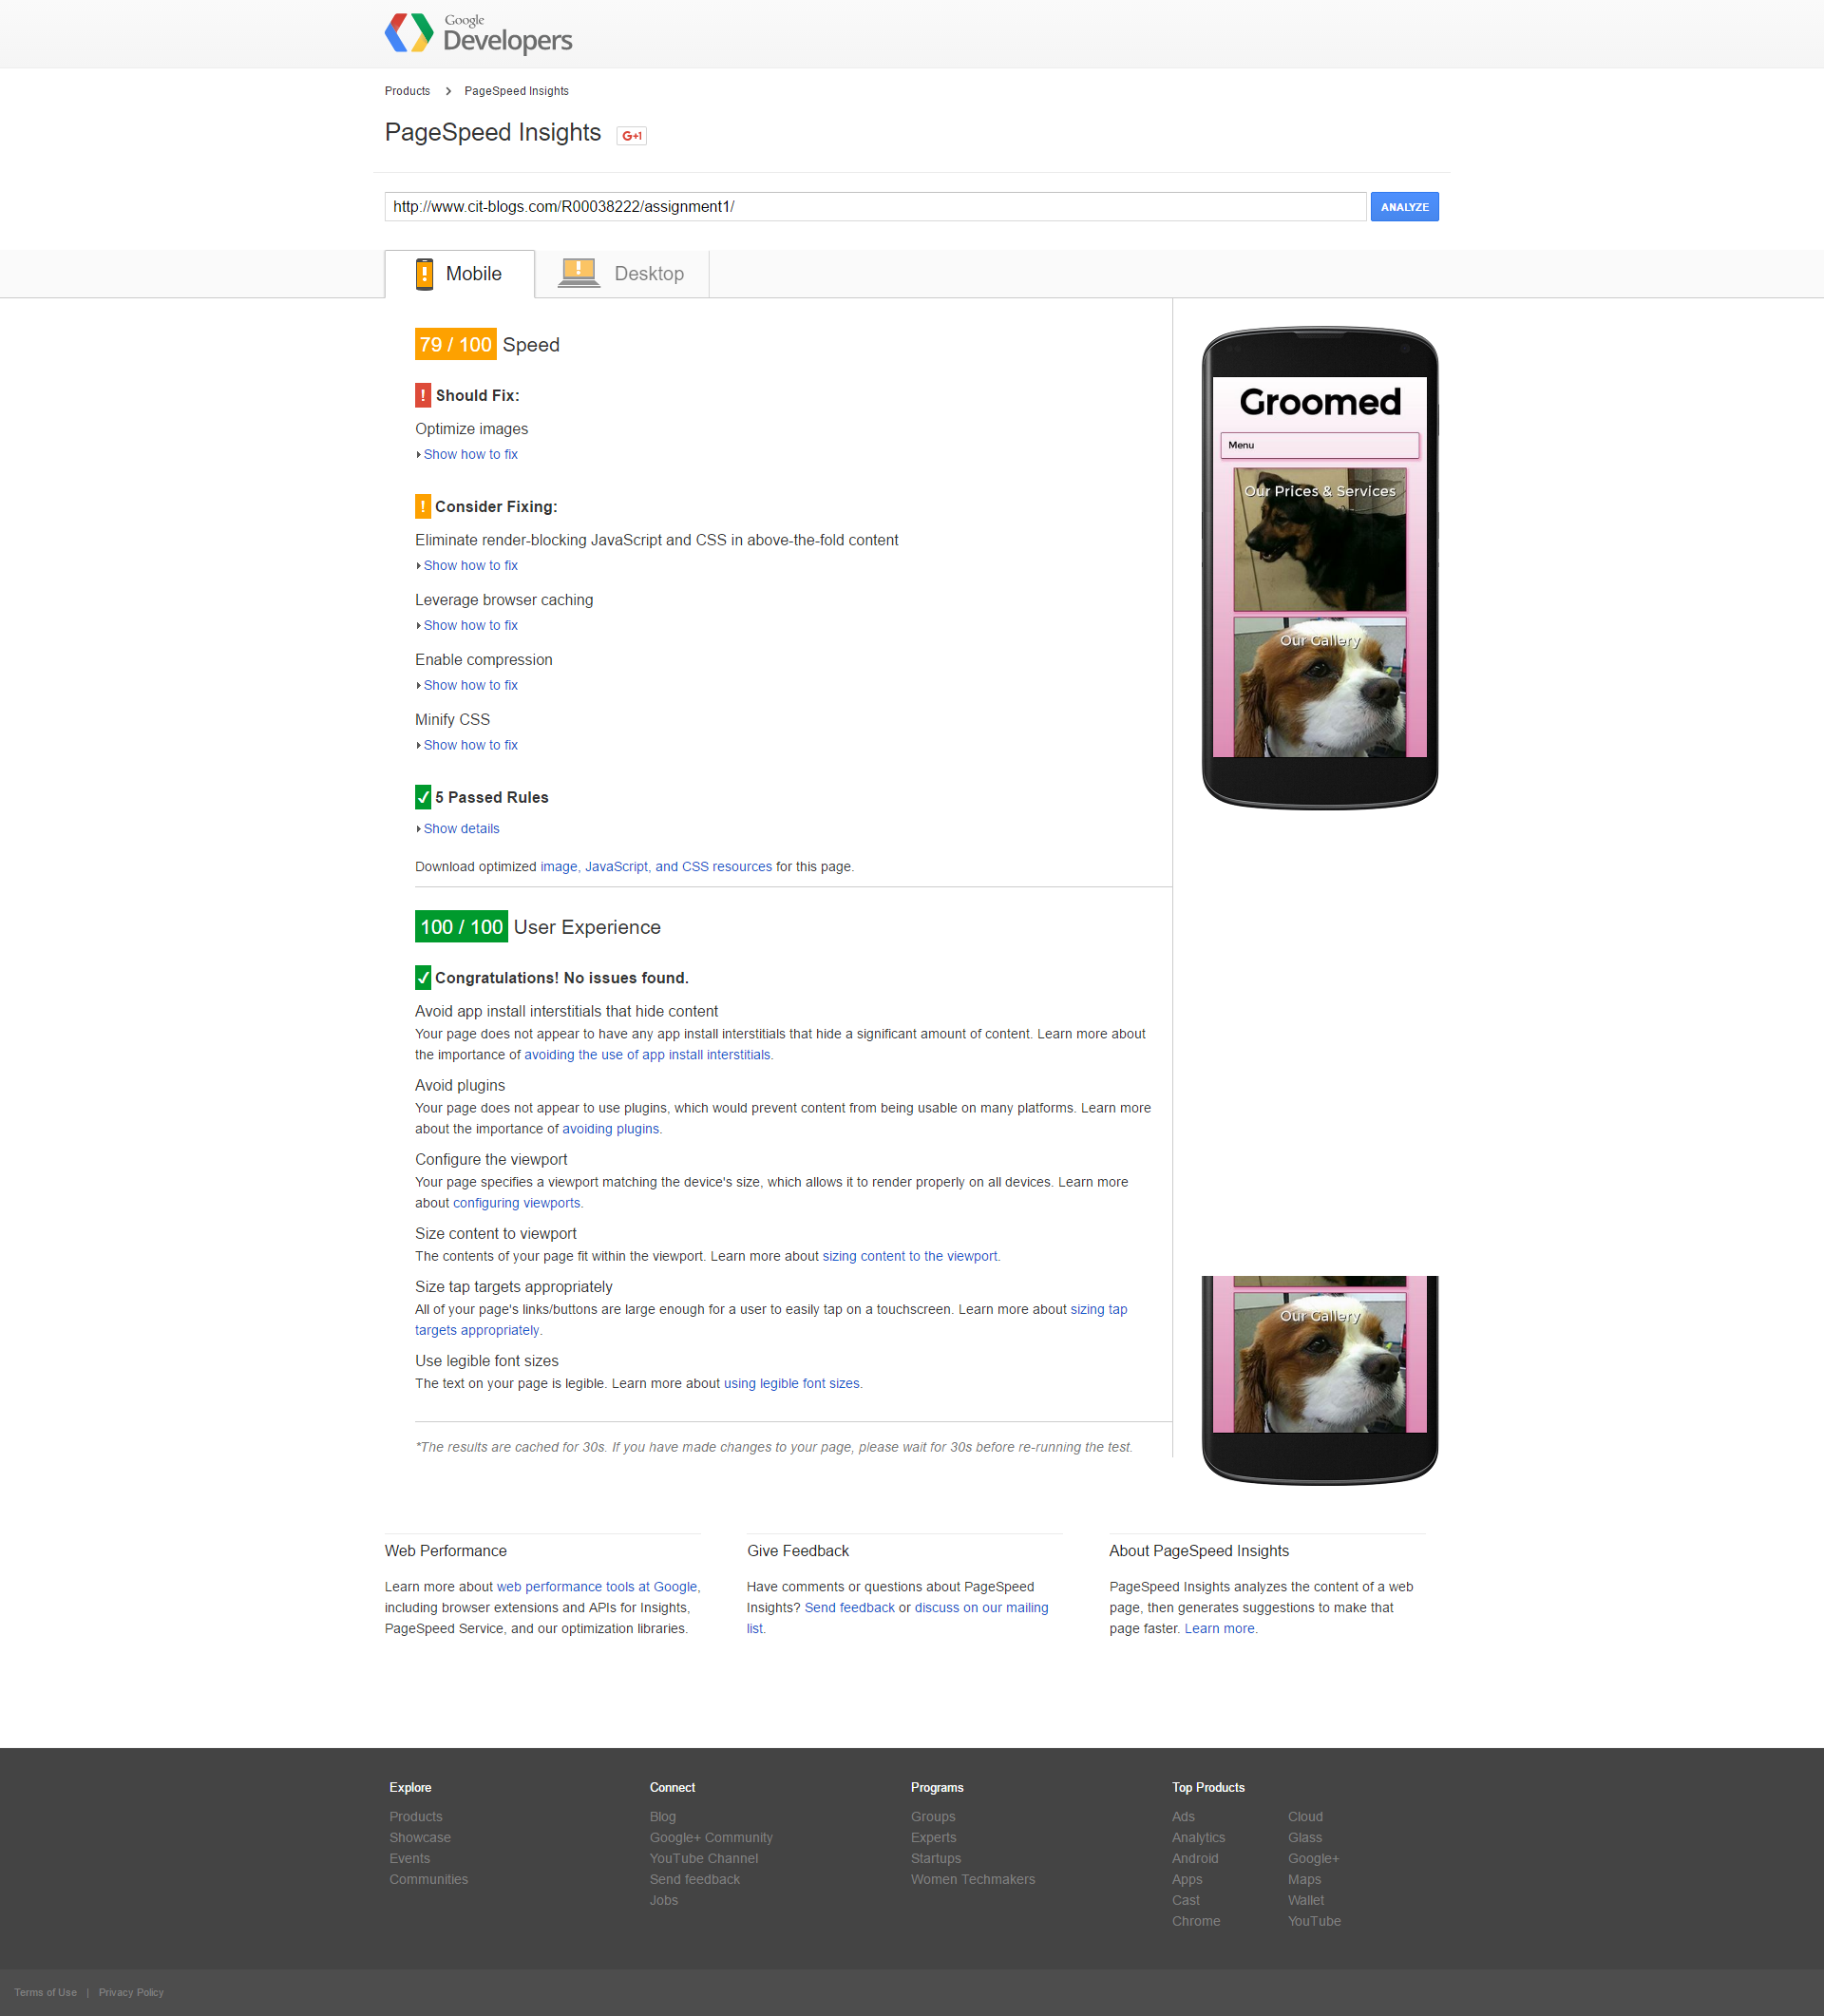 Google
Developers
Products > PageSpeed Insights
PageSpeed Insights G+1
http://www.cit-blogs.com/R00038222/assignment1/ ANALYZE
Mobile Desktop
79 / 100 Speed
! Should Fix:
Optimize images
Show how to fix
! Consider Fixing:
Eliminate render-blocking JavaScript and CSS in above-the-fold content
Show how to fix
Leverage browser caching
Show how to fix
Enable compression
Show how to fix
Minify CSS
Show how to fix
5 Passed Rules
Show details
Download optimized image, JavaScript, and CSS resources for this page.
Groomed
Menu
Our Prices & Services
Our Gallery
100 / 100 User Experience
Congratulations! No issues found.
Avoid app install interstitials that hide content
Your page does not appear to have any app install interstitials that hide a significant amount of content. Learn more about
the importance of avoiding the use of app install interstitials.
Avoid plugins
Your page does not appear to use plugins, which would prevent content from being usable on many platforms. Learn more
about the importance of avoiding plugins.
Configure the viewport
Your page specifies a viewport matching the device's size, which allows it to render properly on all devices. Learn more
about configuring viewports.
Size content to viewport
The contents of your page fit within the viewport. Learn more about sizing content to the viewport.
Size tap targets appropriately
All of your page's links/buttons are large enough for a user to easily tap on a touchscreen. Learn more about sizing tap
targets appropriately.
Use legible font sizes
The text on your page is legible. Learn more about using legible font sizes.
Our Gallery
*The results are cached for 30s. If you have made changes to your page, please wait for 30s before re-running the test.
Web Performance
Learn more about web performance tools at Google,
including browser extensions and APIs for Insights,
PageSpeed Service, and our optimization libraries.
Give Feedback
Have comments or questions about PageSpeed
Insights? Send feedback or discuss on our mailing
list.
About PageSpeed Insights
PageSpeed Insights analyzes the content of a web
page, then generates suggestions to make that
page faster. Learn more.
Explore
Products
Showcase
Events
Communities
Connect
Blog
Google+ Community
YouTube Channel
Send feedback
Jobs
Programs
Groups
Experts
Startups
Women Techmakers
Top Products
Ads
Analytics
Android
Apps
Cast
Chrome
Cloud
Glass
Google+
Maps
Wallet
YouTube
Terms of Use | Privacy Policy